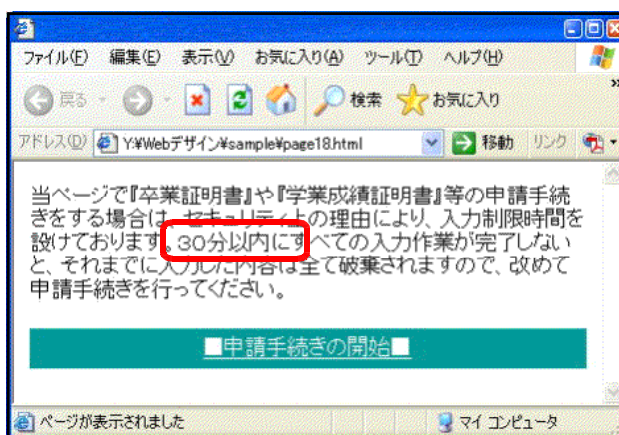 ファイル(F) 編集(E) 表示(V) お気に入り(A) ツール(T) ヘルプ(H)
戻る 検索 お気に入り
アドレス(D) Y:¥Webデザイン¥sample¥page18.html 移動 リンク
当ページで『卒業証明書』や『学業成績証明書』等の申請手続
きをする場合は、セキュリティ上の理由により、入力制限時間を
設けております。30分以内にすべての入力作業が完了しない
と、それまでに入力した内容は全て破棄されますので、改めて
申請手続きを行ってください。
■申請手続きの開始■
ページが表示されました マイ コンピュータ